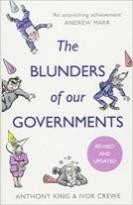 'An astonishing achievement'
ANDREW MARR
The
BLUNDERS
of our
GOVERNMENTS
REVISED
AND
UPDATED
ANTHONY KING & IVOR CREWE